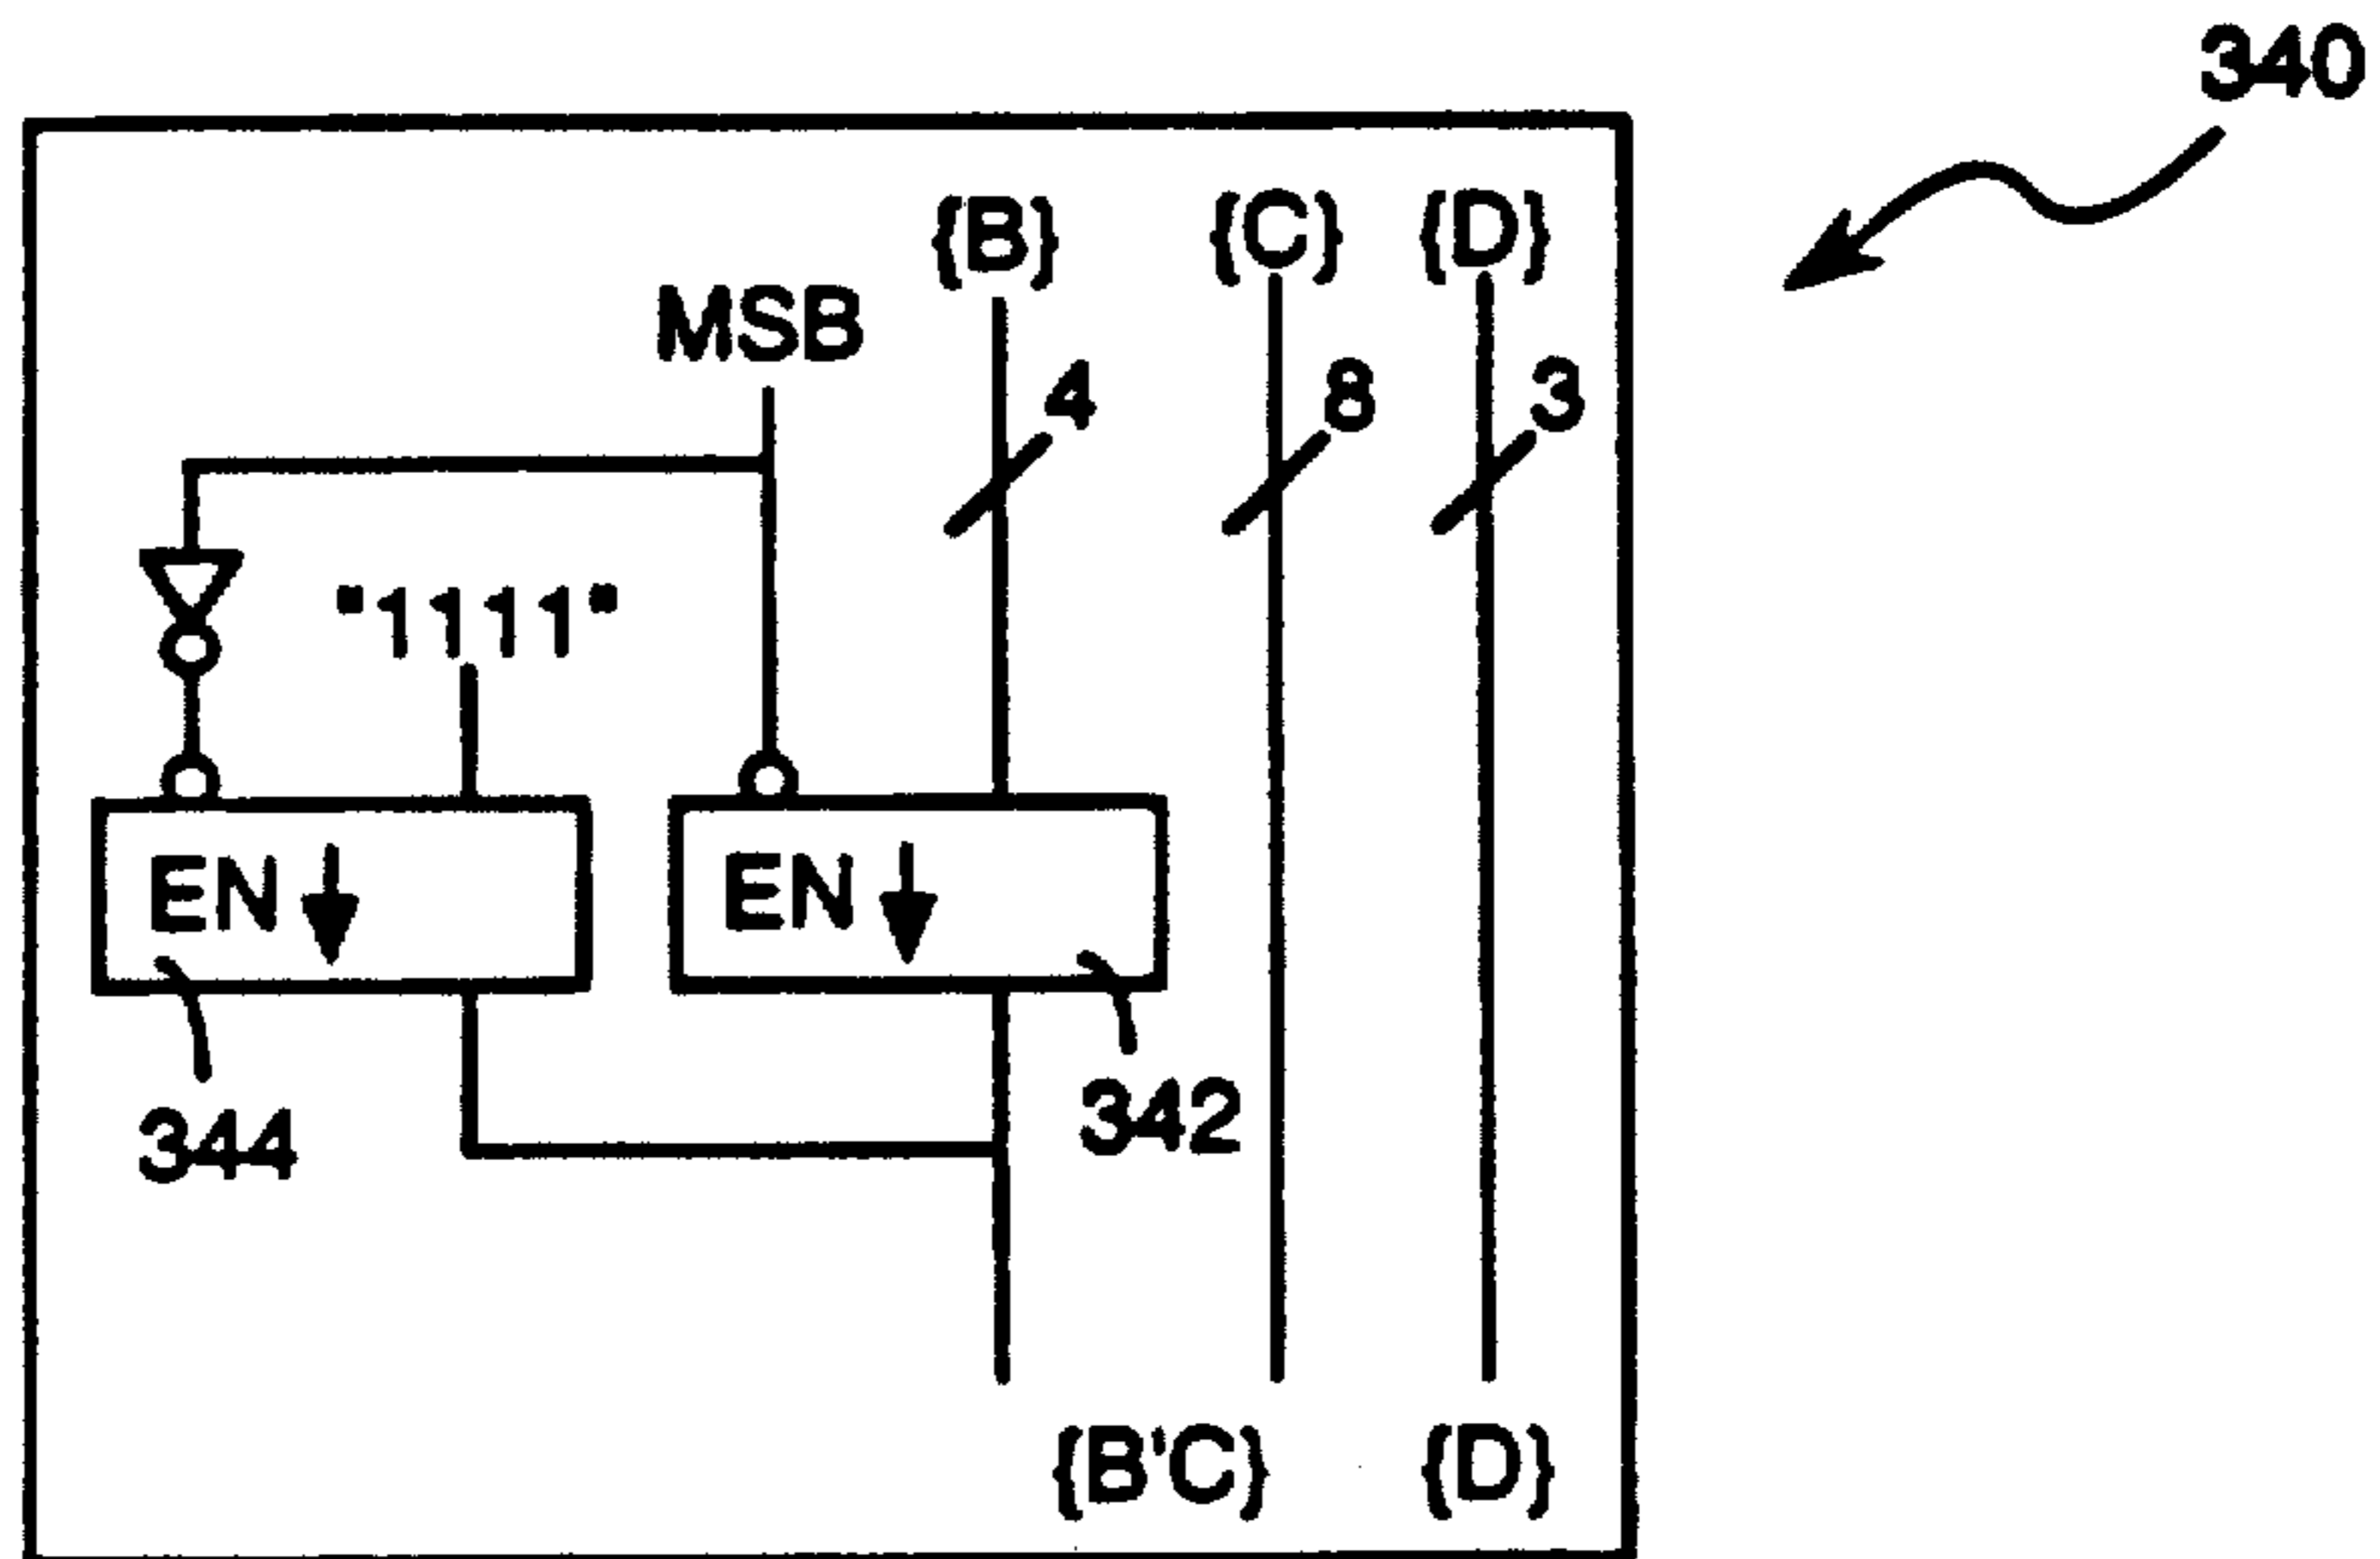 340
{B} {C} {D}
MSB
4 8 3
"1111"
EN EN
344 342
{B'C} {D}